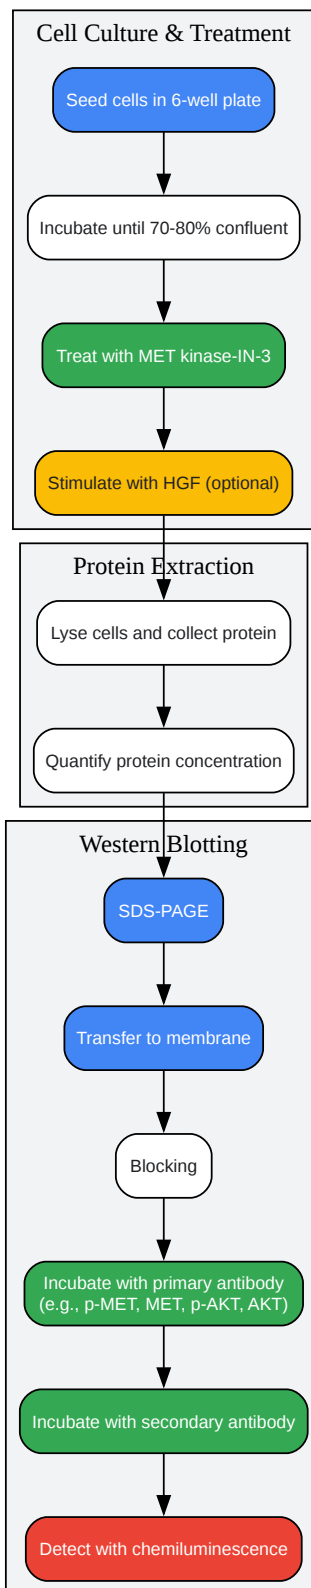 Cell Culture & Treatment
Seed cells in 6-well plate
Incubate until 70-80% confluent
Treat with MET kinase-IN-3
Stimulate with HGF (optional)
Protein Extraction
Lyse cells and collect protein
Quantify protein concentration
Western Blotting
SDS-PAGE
Transfer to membrane
Blocking
Incubate with primary antibody
(e.g., p-MET, MET, p-AKT, AKT)
Incubate with secondary antibody
Detect with chemiluminescence